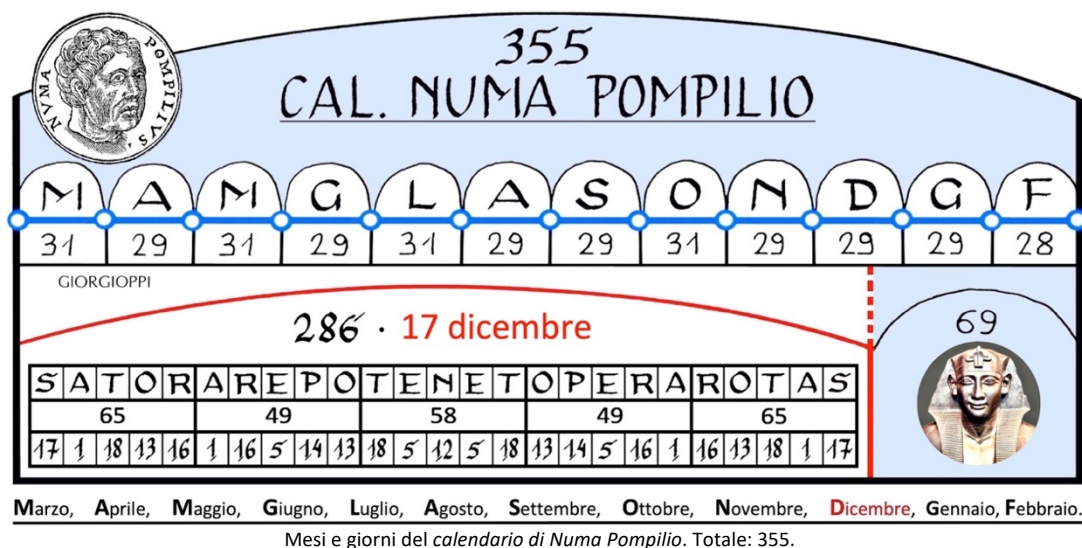 NVMA POMPILIVS.
355
CAL. NUMA POMPILIO
M A M G L A S O N D G F
31 29 31 29 31 29 29 31 29 29 29 28
GIORGIOPPI
286 · 17 dicembre
69
S A T O R A R E P O T E N E T O P E R A R O T A S
65 49 58 49 65
17 1 18 13 16 1 16 5 14 13 18 5 12 5 18 13 14 5 16 1 16 13 18 1 17
Marzo, Aprile, Maggio, Giugno, Luglio, Agosto, Settembre, Ottobre, Novembre, Dicembre, Gennaio, Febbraio.
Mesi e giorni del calendario di Numa Pompilio. Totale: 355.